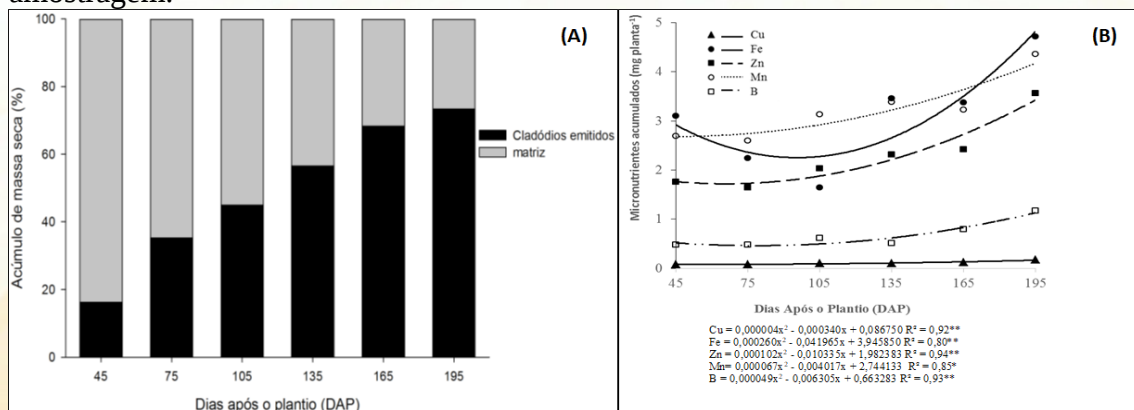 amostragem.
(A)
100
80
60
40
20
0
Acúmulo de massa seca (%)
Cladódios emitidos
matriz
45 75 105 135 165 195
Dias após o plantio (DAP)
(B)
5
4
3
2
1
0
Micronutrientes acumulados (mg planta⁻¹)
Cu
Fe
Zn
Mn
B
45 75 105 135 165 195
Dias Após o Plantio (DAP)
Cu = 0,000004x² - 0,000340x + 0,086750 R² = 0,92**
Fe = 0,000260x² - 0,041965x + 3,945850 R² = 0,80**
Zn = 0,000102x² - 0,010335x + 1,982383 R² = 0,94**
Mn= 0,000067x² - 0,004017x + 2,744133 R² = 0,85*
B = 0,000049x² - 0,006305x + 0,663283 R² = 0,93**